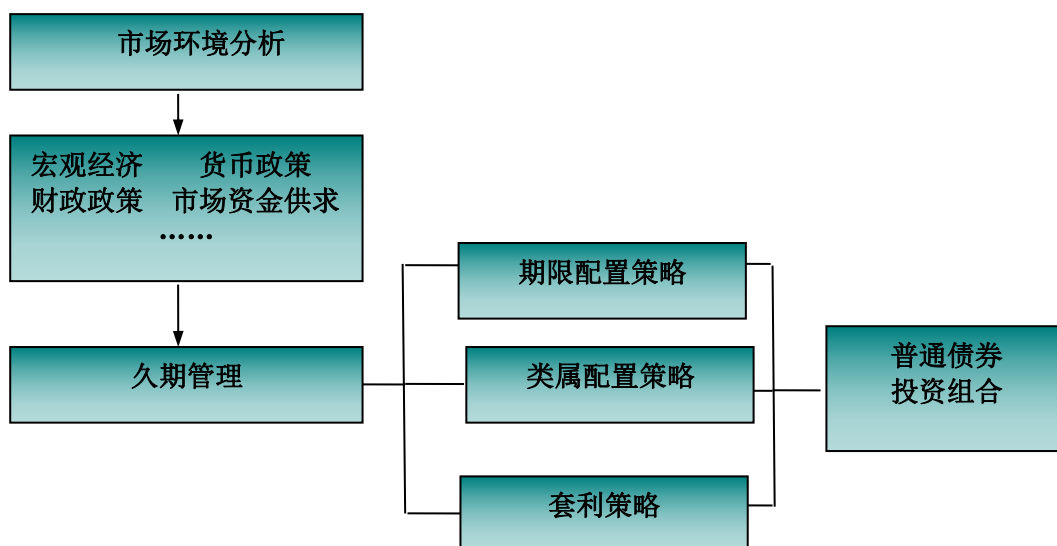 市场环境分析
宏观经济 货币政策
财政政策 市场资金供求
……
久期管理
期限配置策略
类属配置策略
套利策略
普通债券
投资组合